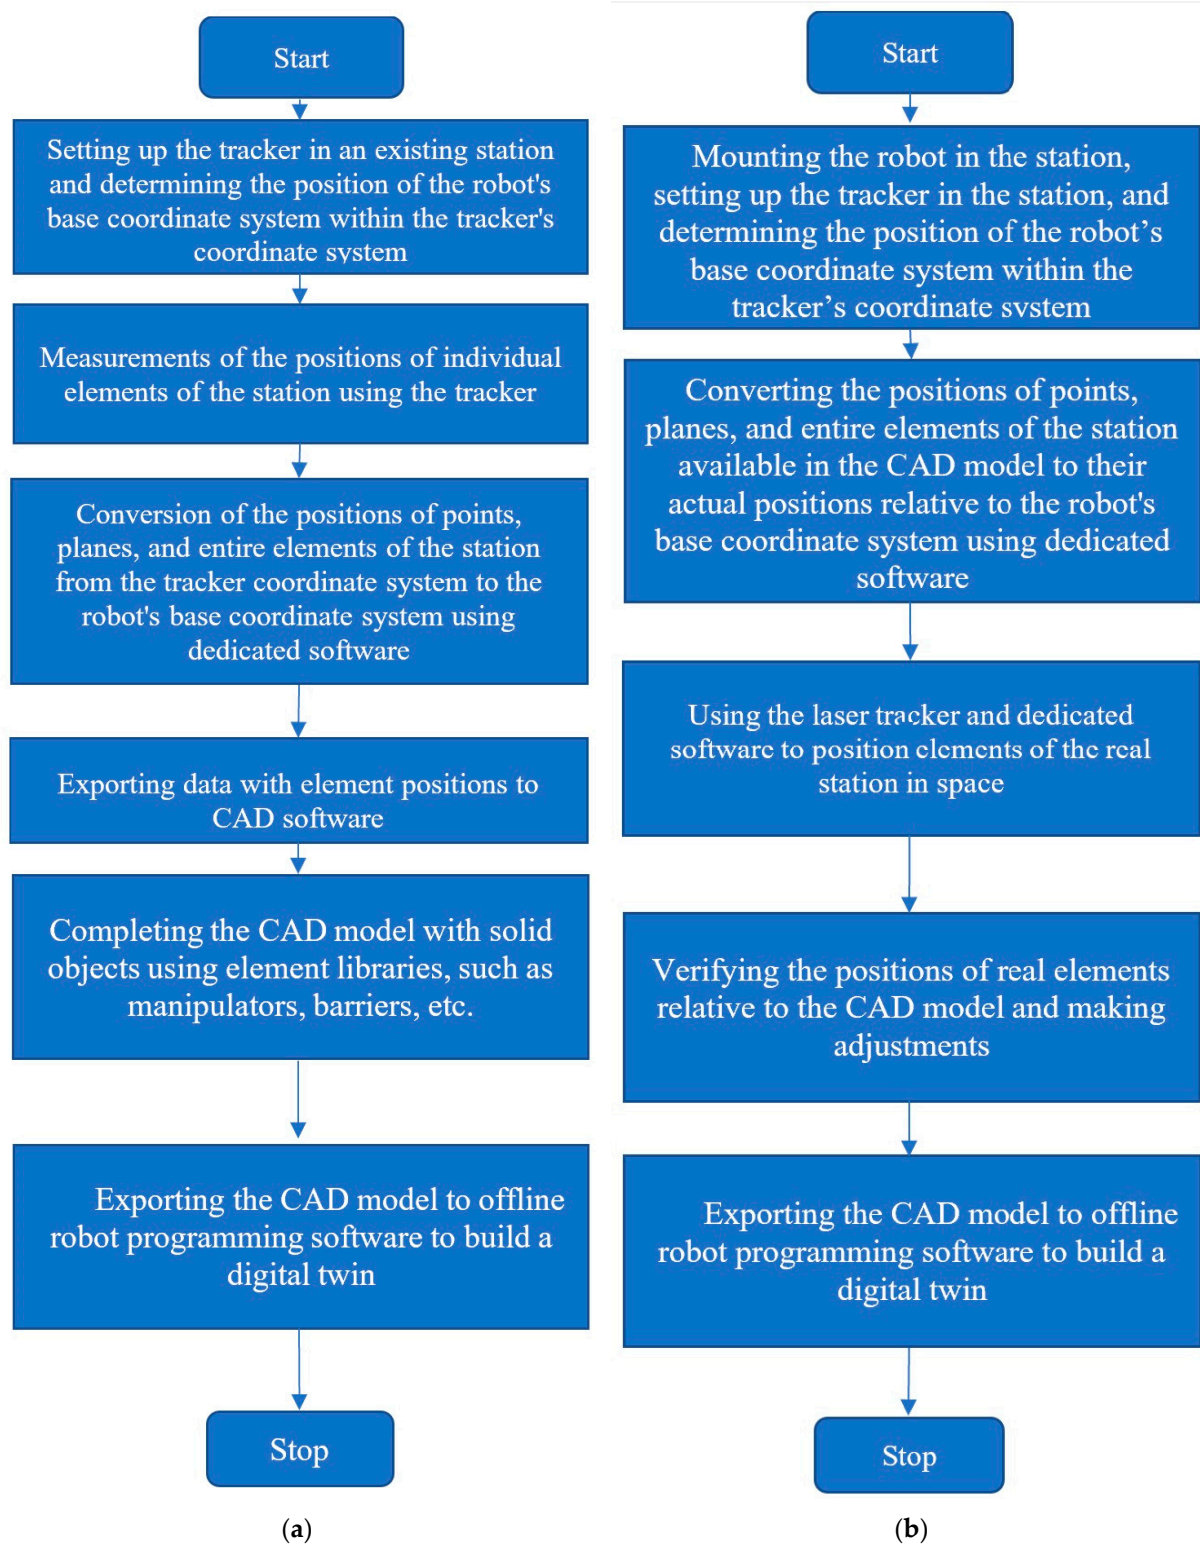 Start
Setting up the tracker in an existing station
and determining the position of the robot's
base coordinate system within the tracker's
coordinate system
Measurements of the positions of individual
elements of the station using the tracker
Conversion of the positions of points,
planes, and entire elements of the station
from the tracker coordinate system to the
robot's base coordinate system using
dedicated software
Exporting data with element positions to
CAD software
Completing the CAD model with solid
objects using element libraries, such as
manipulators, barriers, etc.
Exporting the CAD model to offline
robot programming software to build a
digital twin
Stop
(a)
Start
Mounting the robot in the station,
setting up the tracker in the station, and
determining the position of the robot’s
base coordinate system within the
tracker’s coordinate system
Converting the positions of points,
planes, and entire elements of the station
available in the CAD model to their
actual positions relative to the robot's
base coordinate system using dedicated
software
Using the laser tracker and dedicated
software to position elements of the real
station in space
Verifying the positions of real elements
relative to the CAD model and making
adjustments
Exporting the CAD model to offline
robot programming software to build a
digital twin
Stop
(b)